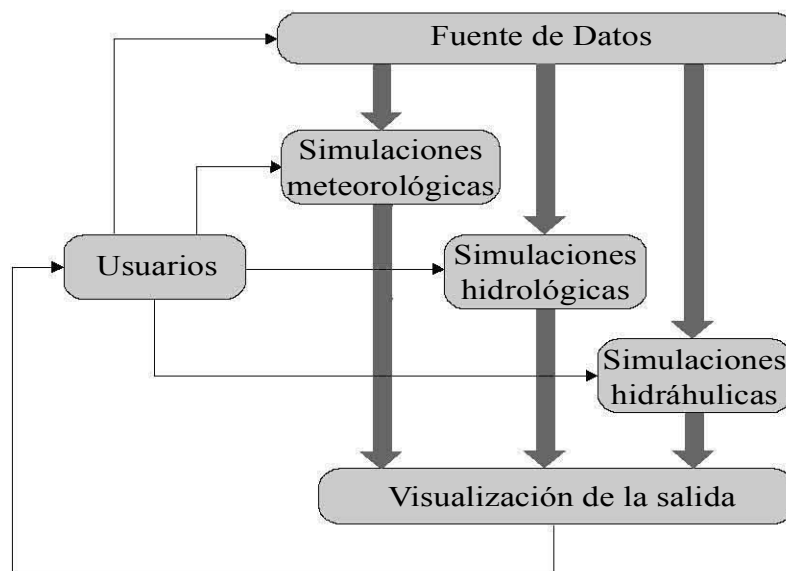 Fuente de Datos
Simulaciones
meteorológicas
Usuarios
Simulaciones
hidrológicas
Simulaciones
hidráhulicas
Visualización de la salida